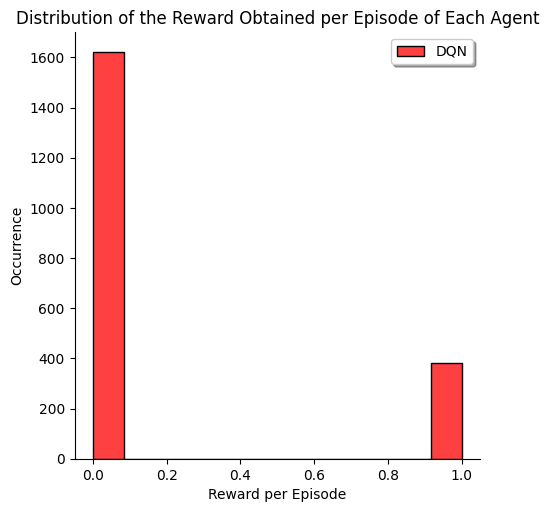 Distribution of the Reward Obtained per Episode of Each Agent
DQN
1600
1400
1200
1000
800
600
400
200
0
Occurrence
0.0 0.2 0.4 0.6 0.8 1.0
Reward per Episode